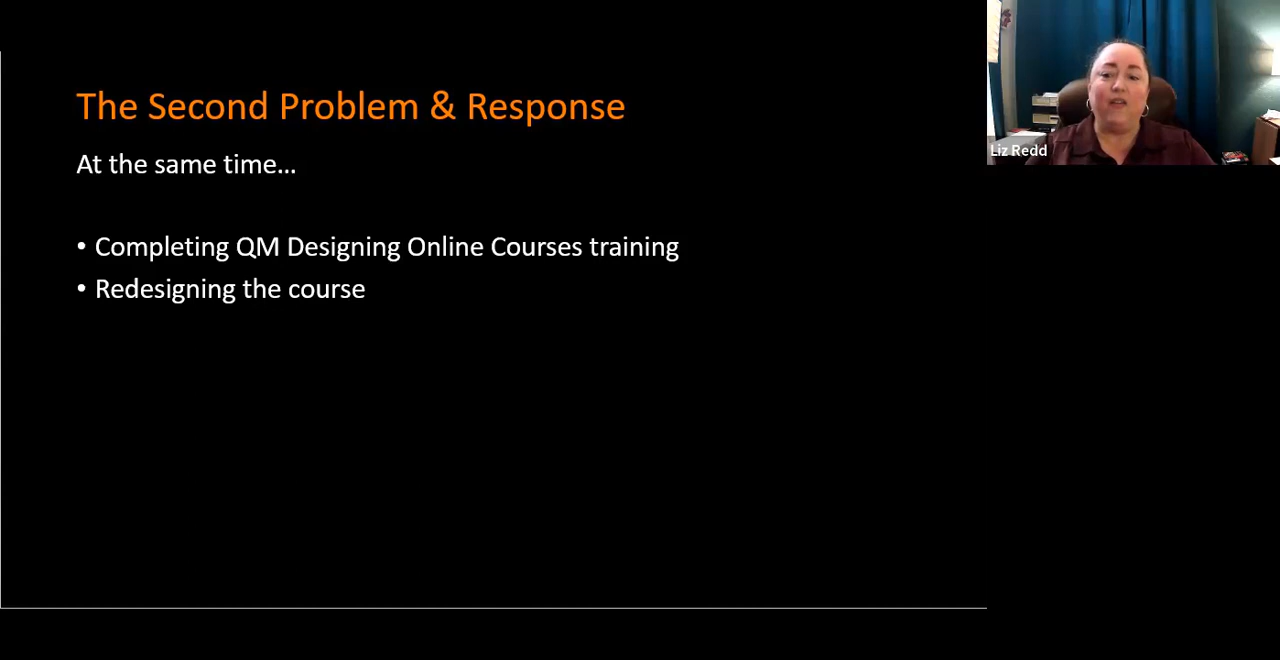 The Second Problem & Response
At the same time...
• Completing QM Designing Online Courses training
• Redesigning the course
Liz Redd